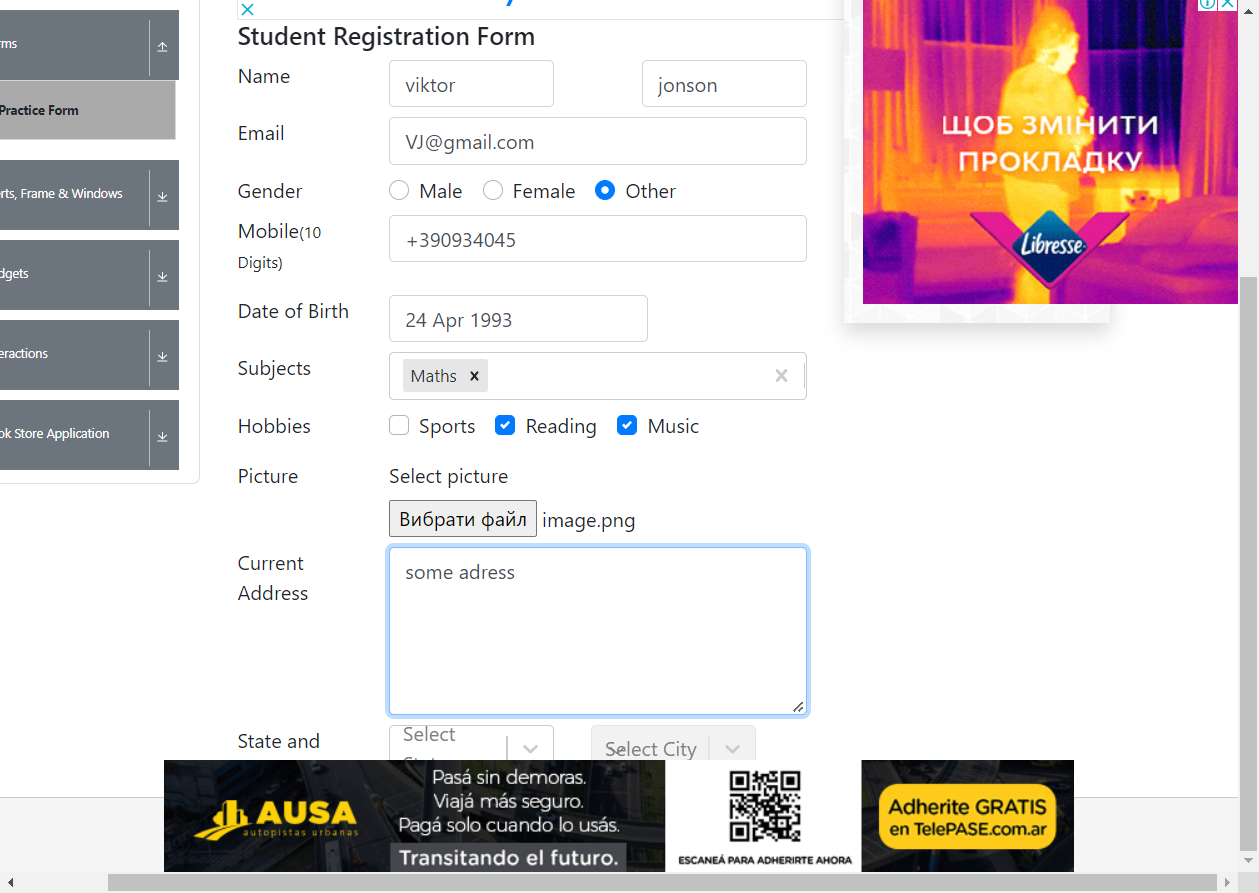 rms
Practice Form
erts, Frame & Windows
dgets
eractions
ok Store Application
Student Registration Form
Name
viktor
jonson
Email
VJ@gmail.com
Gender
Male
Female
Other
Mobile(10
Digits)
+390934045
Date of Birth
24 Apr 1993
Subjects
Maths
Hobbies
Sports
Reading
Music
Picture
Select picture
Вибрати файл
image.png
Current
Address
some adress
State and
Select
Select City
ЩОБ ЗМІНИТИ
ПРОКЛАДКУ
Libresse
AUSA
autopistas urbanas
Pasá sin demoras.
Viajá más seguro.
Pagá solo cuando lo usás.
Transitando el futuro.
ESCANEÁ PARA ADHERIRTE AHORA
Adherite GRATIS
en TelePASE.com.ar